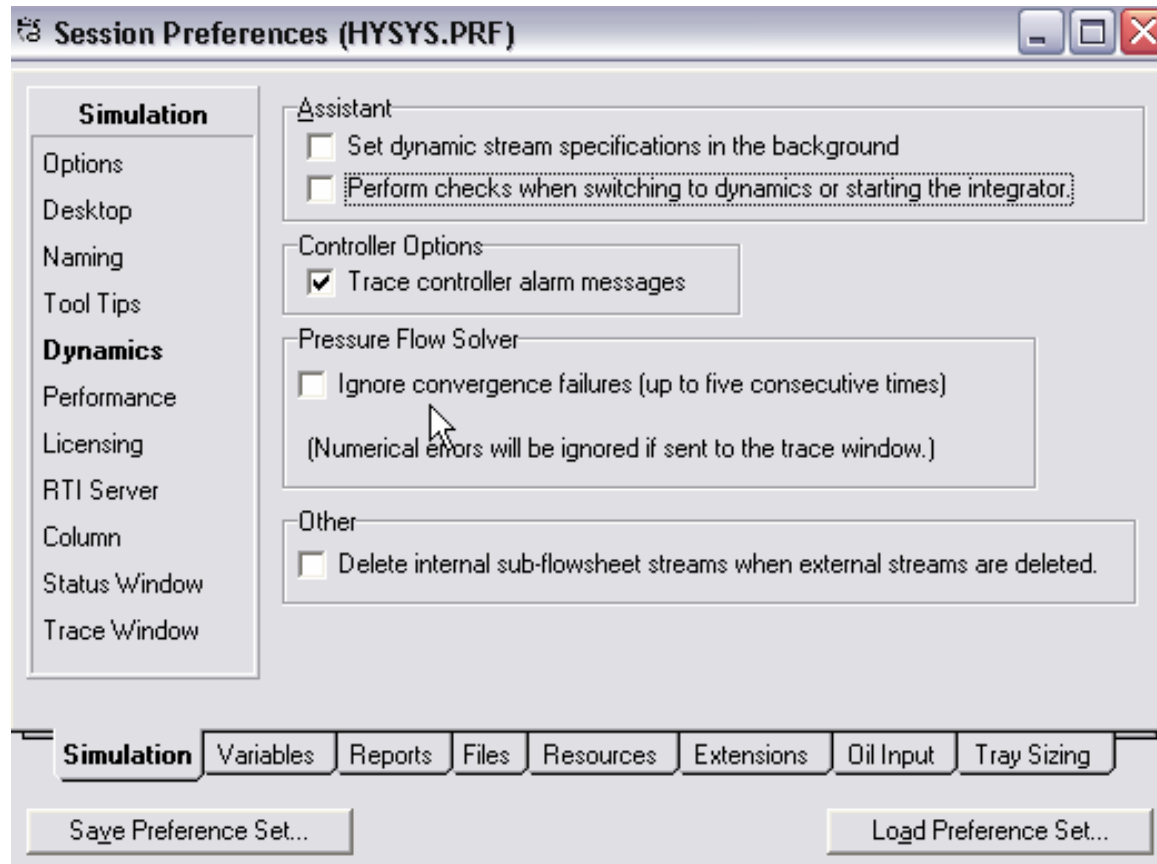 Session Preferences (HYSYS.PRF)
Simulation
Options
Desktop
Naming
Tool Tips
Dynamics
Performance
Licensing
RTI Server
Column
Status Window
Trace Window
Assistant
Set dynamic stream specifications in the background
Perform checks when switching to dynamics or starting the integrator.
Controller Options
Trace controller alarm messages
Pressure Flow Solver
Ignore convergence failures (up to five consecutive times)
(Numerical errors will be ignored if sent to the trace window.)
Other
Delete internal sub-flowsheet streams when external streams are deleted.
Simulation Variables Reports Files Resources Extensions Oil Input Tray Sizing
Save Preference Set... Load Preference Set...